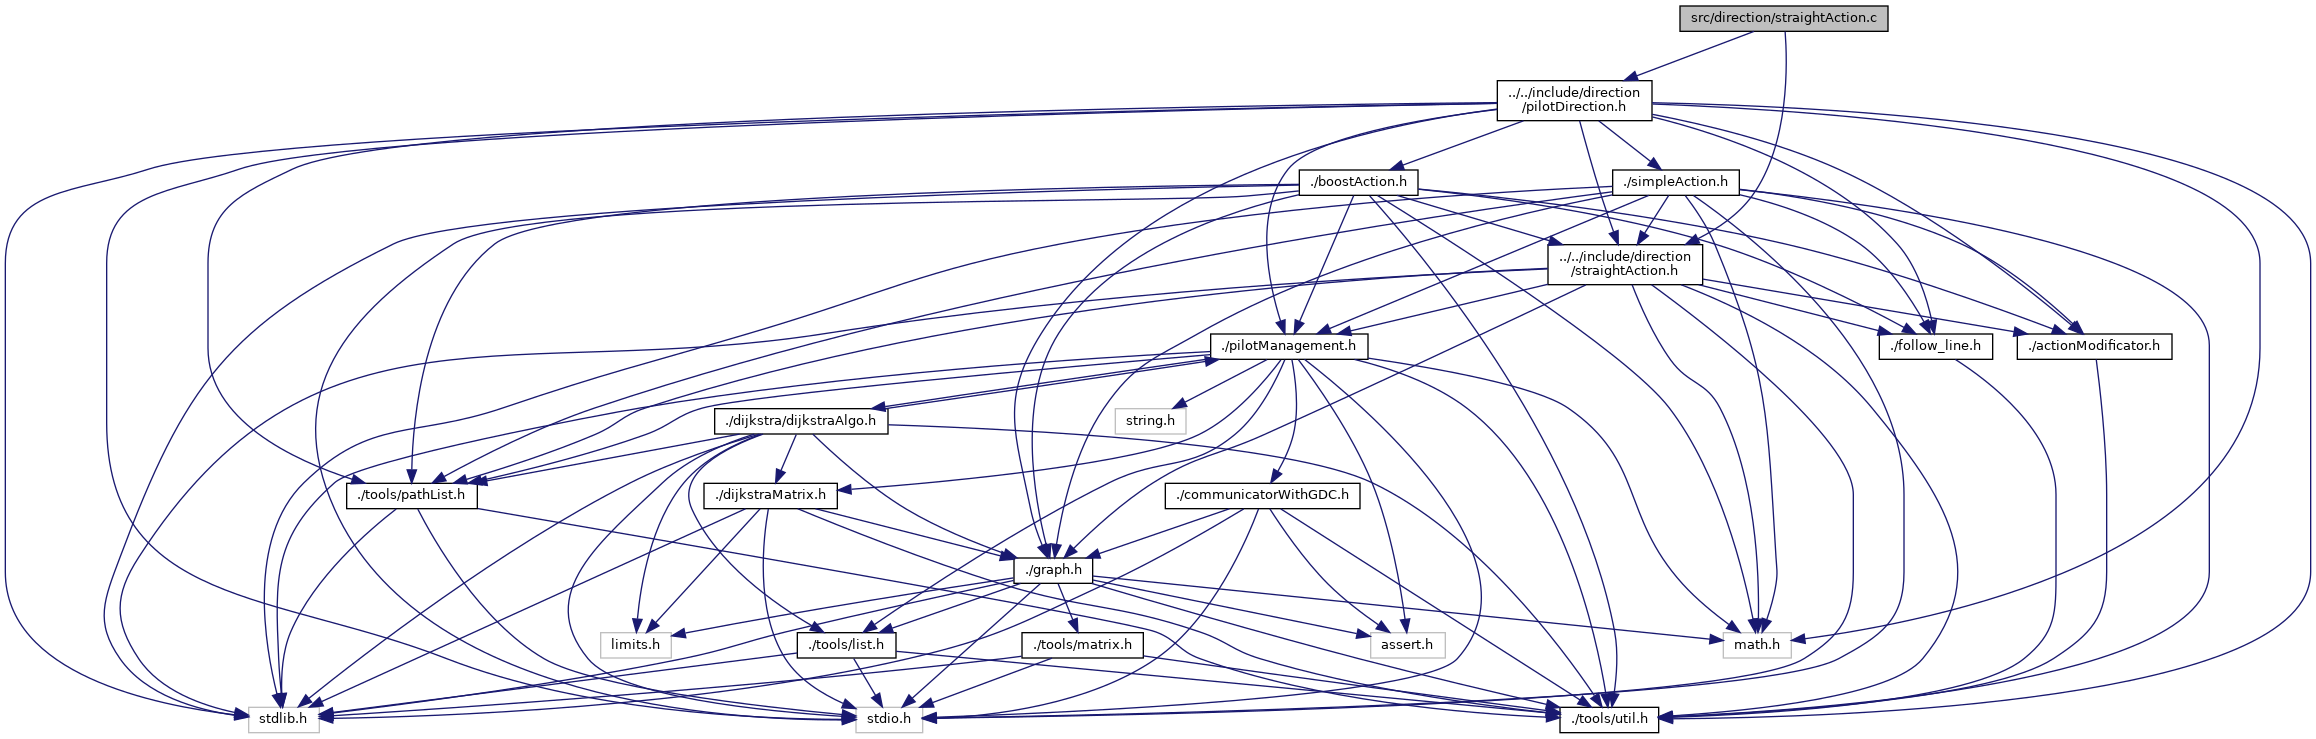 src/direction/straightAction.c
../../include/direction
/pilotDirection.h
./boostAction.h
./simpleAction.h
../../include/direction
/straightAction.h
./pilotManagement.h
./follow_line.h
./actionModificator.h
./dijkstra/dijkstraAlgo.h
string.h
./tools/pathList.h
./dijkstraMatrix.h
./communicatorWithGDC.h
./graph.h
limits.h
./tools/list.h
./tools/matrix.h
assert.h
math.h
stdlib.h
stdio.h
./tools/util.h